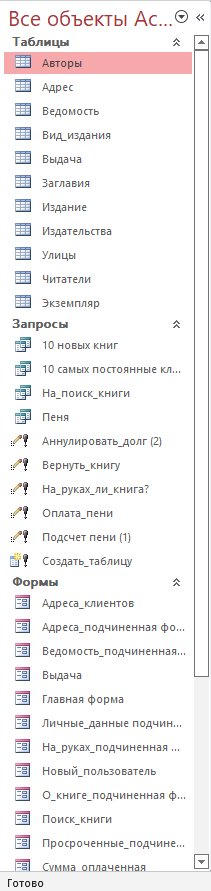 Все объекты Ac...
Таблицы
Авторы
Адрес
Ведомость
Вид_издания
Выдача
Заглавия
Издание
Издательства
Улицы
Читатели
Экземпляр
Запросы
10 новых книг
10 самых постоянные кл...
На_поиск_книги
Пеня
Аннулировать_долг (2)
Вернуть_книгу
На_руках_ли_книга?
Оплата_пени
Подсчет пени (1)
Создать_таблицу
Формы
Адреса_клиентов
Адреса_подчиненная фо...
Ведомость_подчиненная...
Выдача
Главная форма
Личные_данные подчин...
На_руках_подчиненная ...
Новый_пользователь
О_книге_подчиненная ф...
Поиск_книги
Просроченные_подчине...
Сумма_оплаченная
Готово